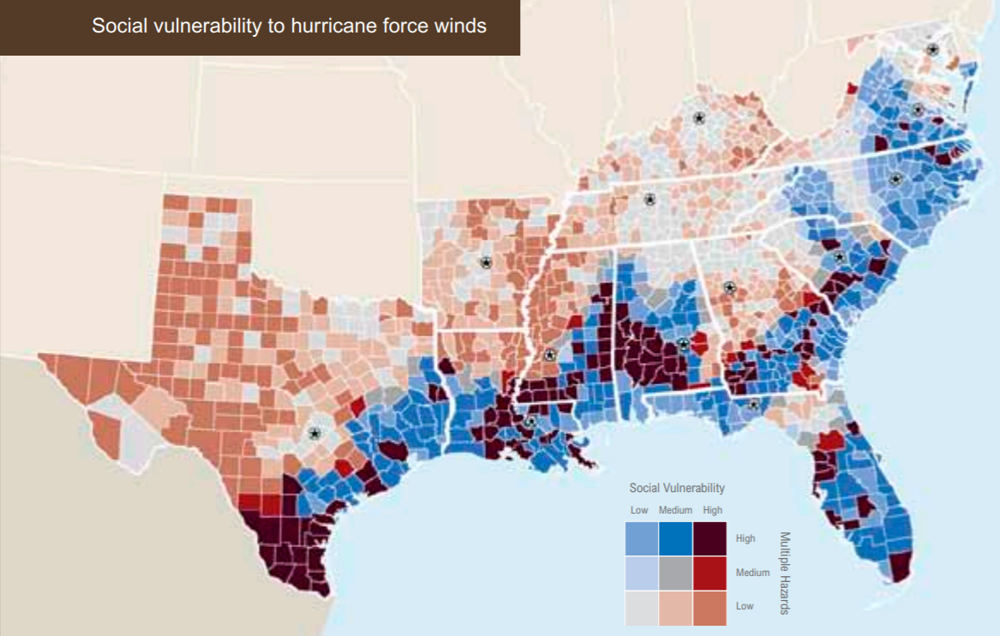 Social vulnerability to hurricane force winds
Social Vulnerability
Low Medium High
High
Medium
Low
Multiple Hazards